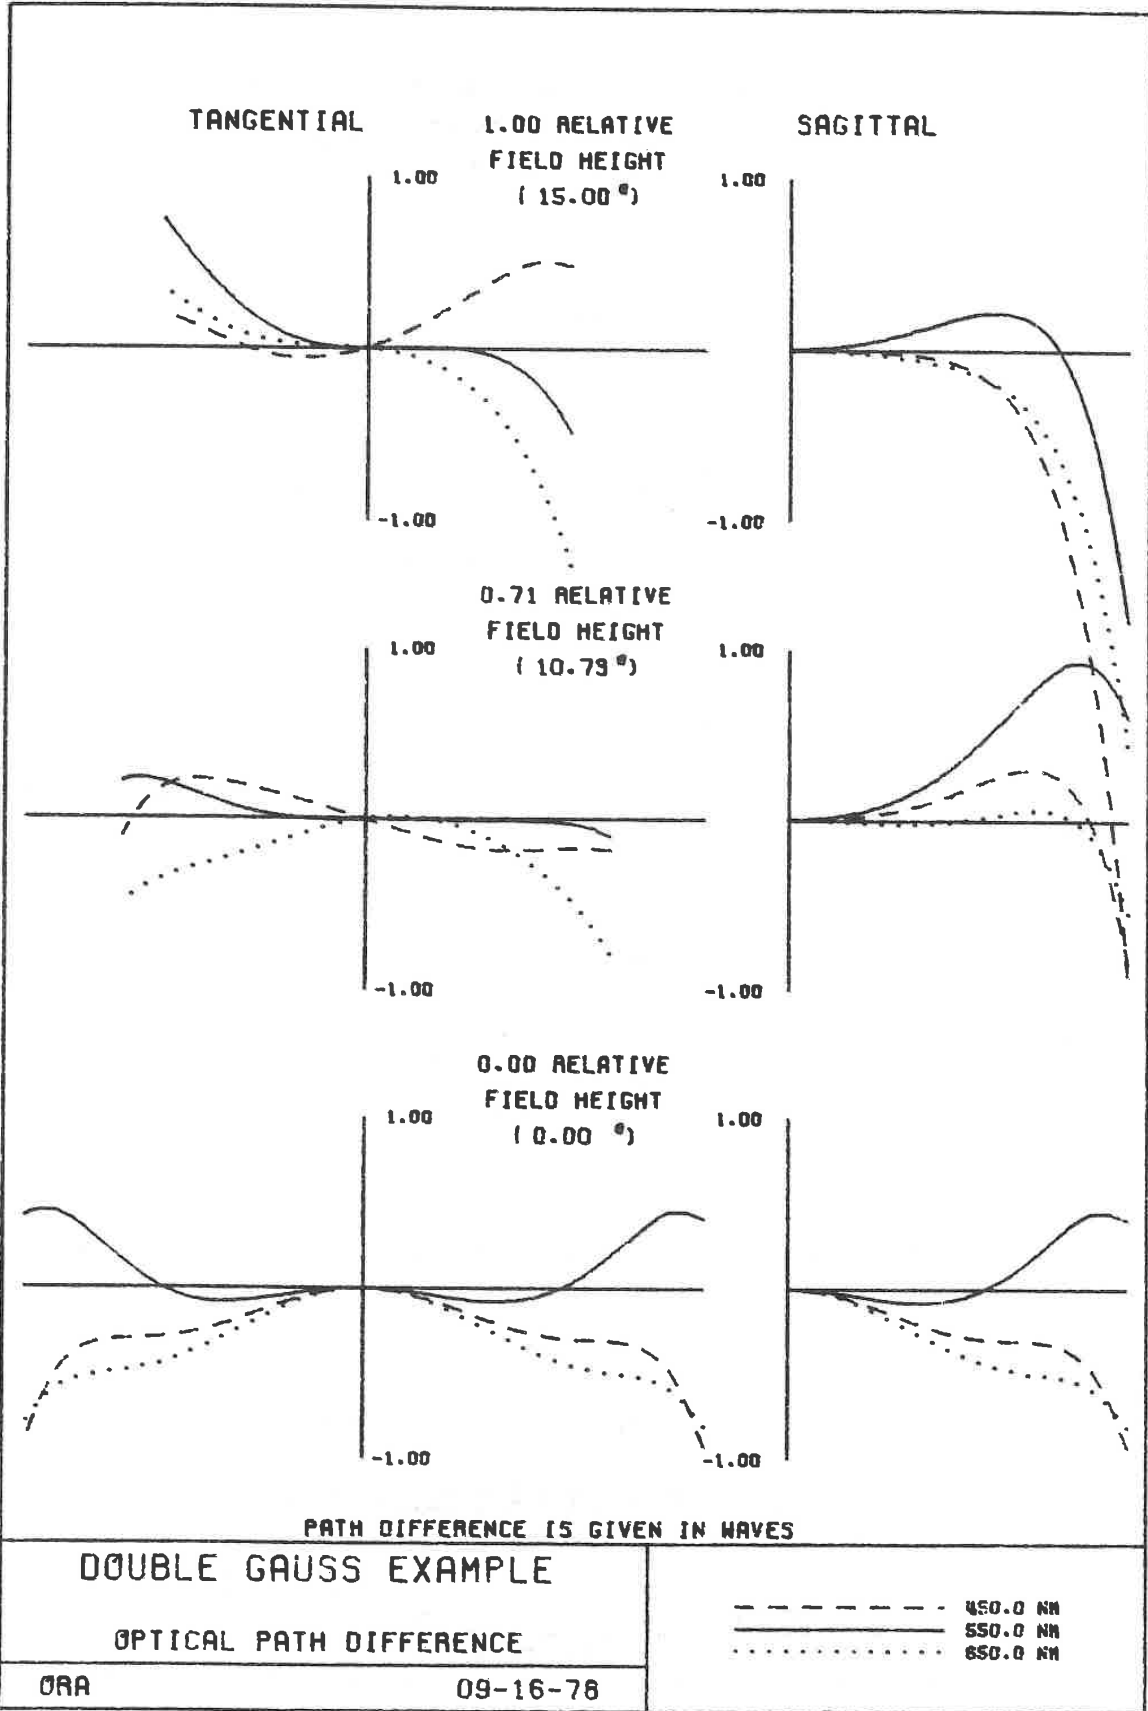 TANGENTIAL
1.00 RELATIVE
FIELD HEIGHT
( 15.00 °)
SAGITTAL
1.00
1.00
-1.00
-1.00
0.71 RELATIVE
FIELD HEIGHT
( 10.73 °)
1.00
1.00
-1.00
-1.00
0.00 RELATIVE
FIELD HEIGHT
( 0.00 °)
1.00
1.00
-1.00
-1.00
PATH DIFFERENCE IS GIVEN IN WAVES
DOUBLE GAUSS EXAMPLE
OPTICAL PATH DIFFERENCE
ORA
09-16-78
450.0 NM
550.0 NM
650.0 NM